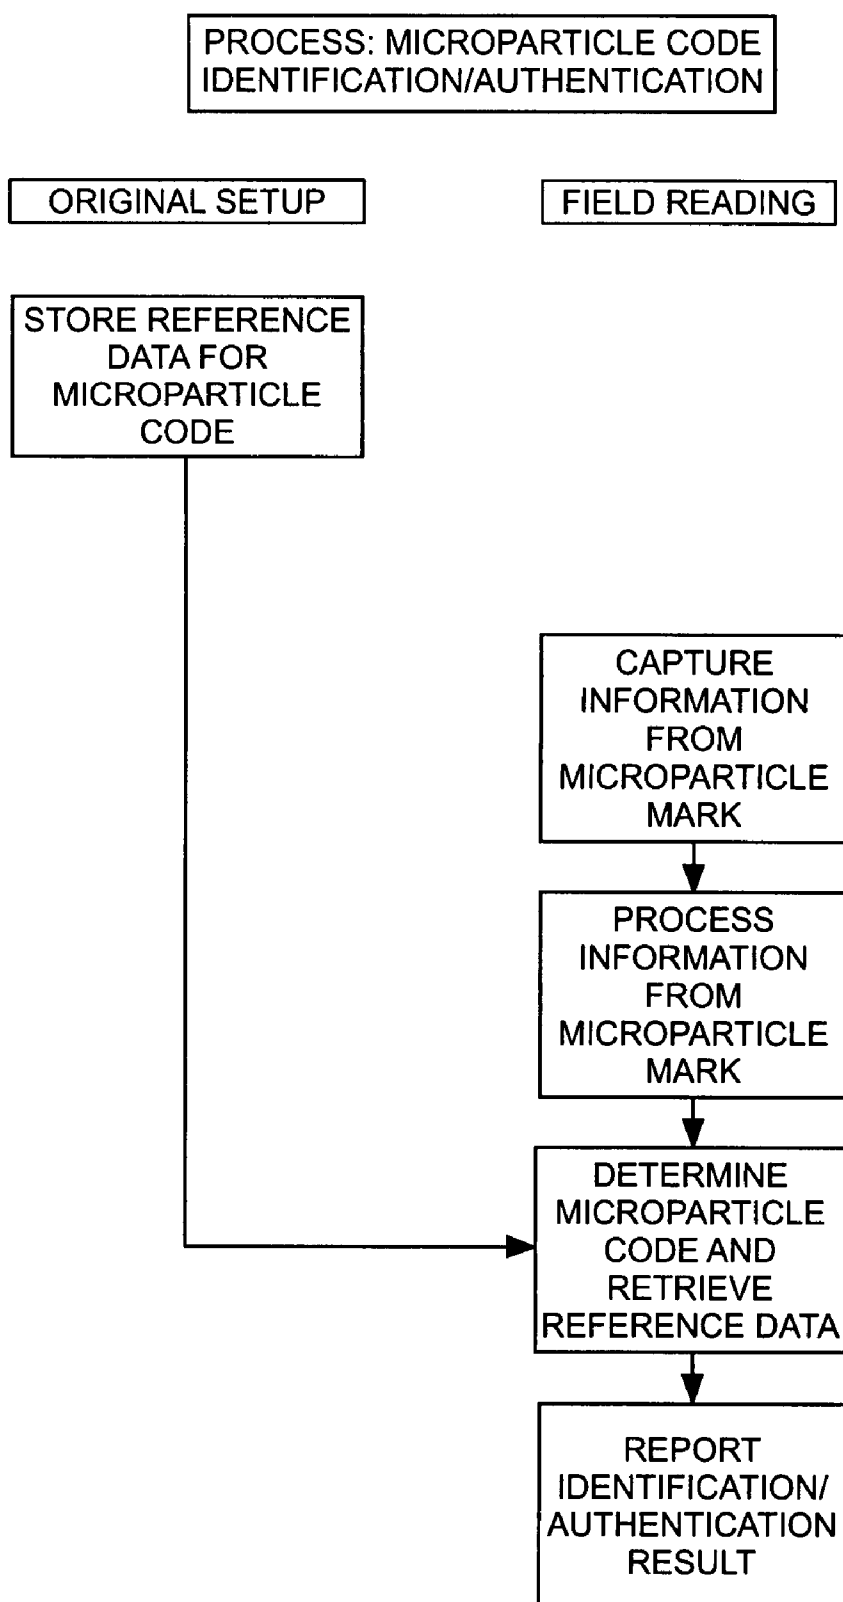 PROCESS: MICROPARTICLE CODE
IDENTIFICATION/AUTHENTICATION
ORIGINAL SETUP
FIELD READING
STORE REFERENCE
DATA FOR
MICROPARTICLE
CODE
CAPTURE
INFORMATION
FROM
MICROPARTICLE
MARK
PROCESS
INFORMATION
FROM
MICROPARTICLE
MARK
DETERMINE
MICROPARTICLE
CODE AND
RETRIEVE
REFERENCE DATA
REPORT
IDENTIFICATION/
AUTHENTICATION
RESULT